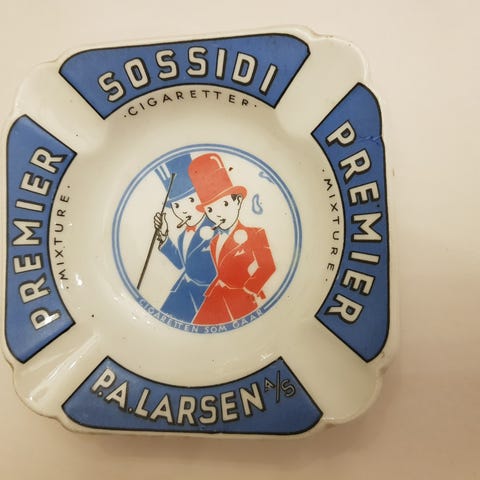 SOSSIDI
·CIGARETTER·
PREMIER
·MIXTURE·
PREMIER
·MIXTURE·
CIGARETTEN SOM GAAR
P.A.LARSEN A/S